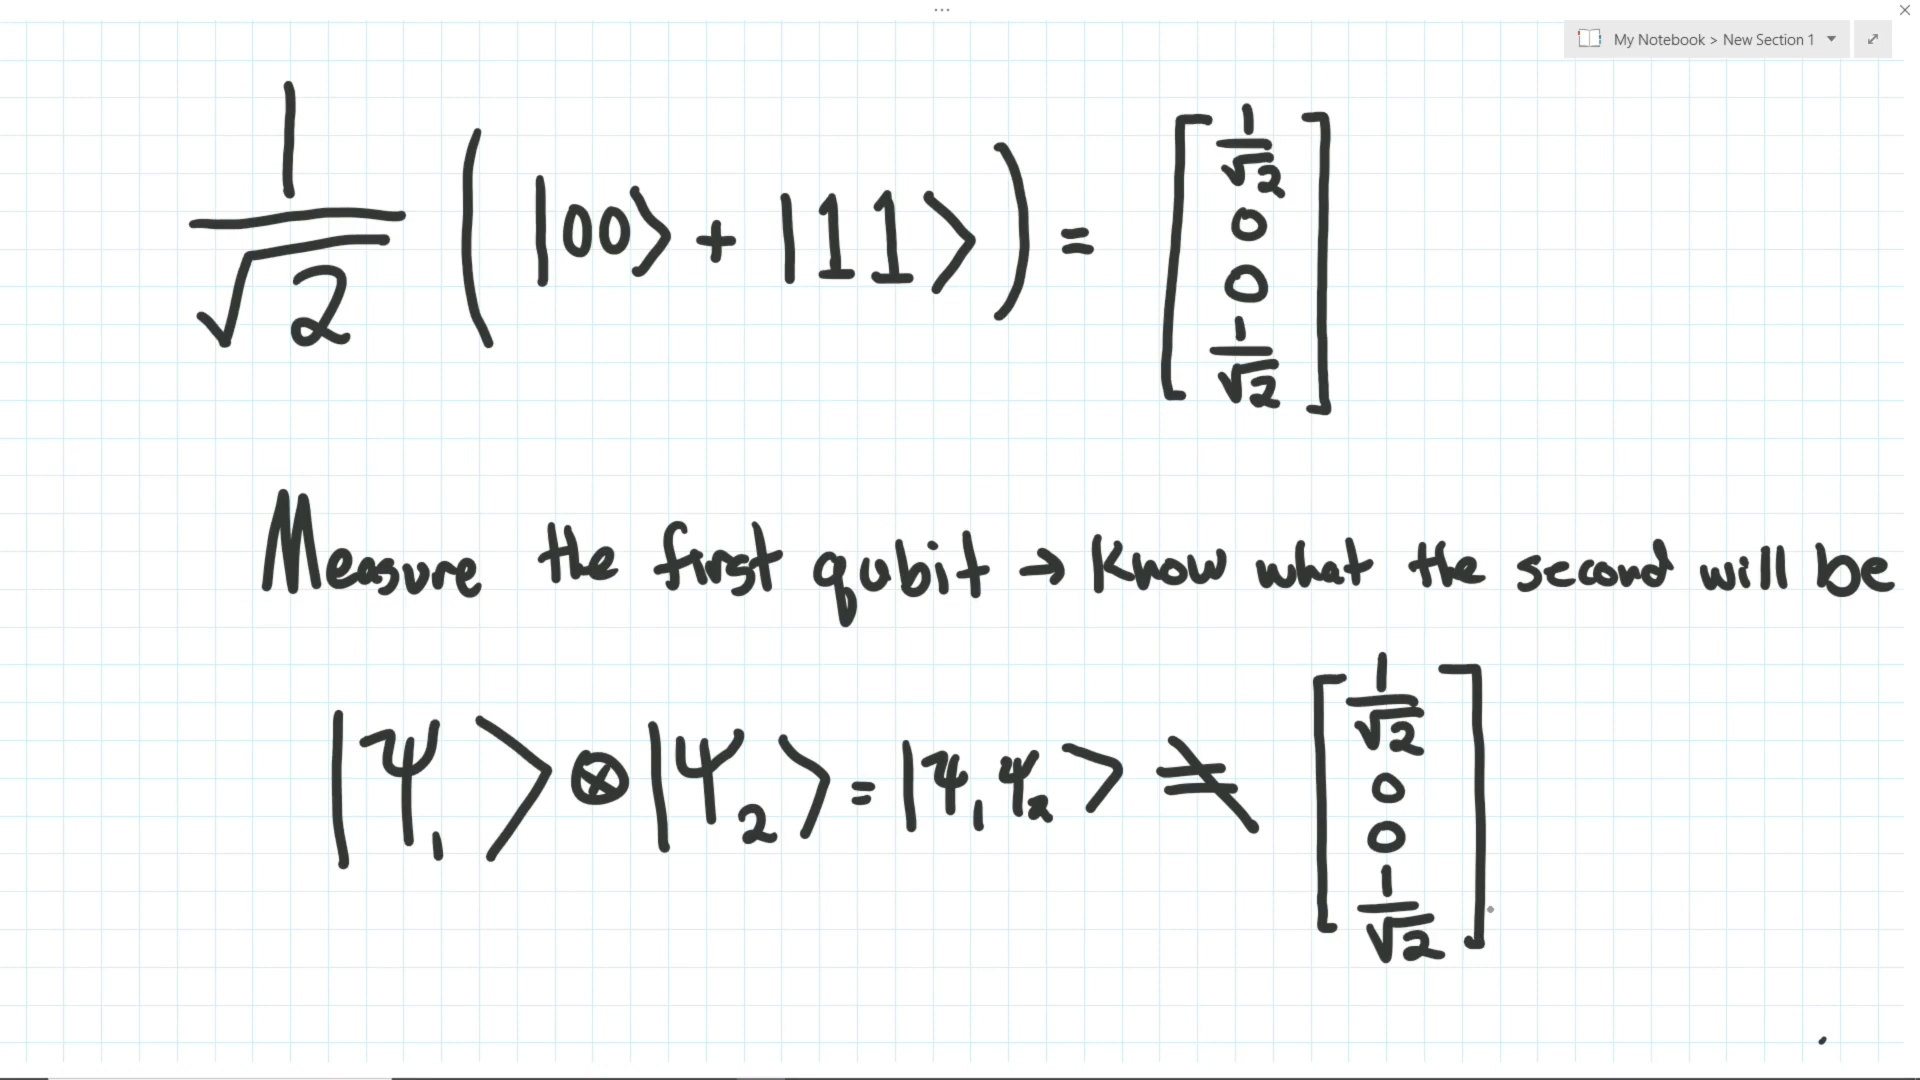 My Notebook > New Section 1
1/√2 ( |00⟩ + |11⟩ ) = [ 1/√2 0 0 1/√2 ]
Measure the first qubit → Know what the second will be
|ψ₁⟩ ⊗ |ψ₂⟩ = |ψ₁ψ₂⟩ ≠ [ 1/√2 0 0 1/√2 ]